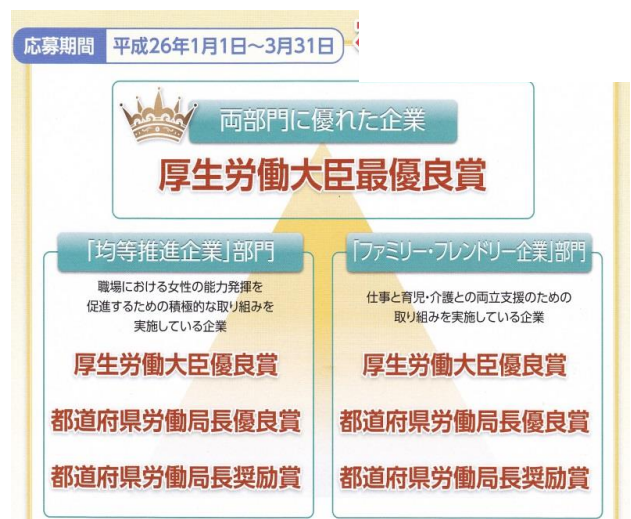 応募期間 平成26年1月1日～3月31日
両部門に優れた企業
厚生労働大臣最優良賞
「均等推進企業」部門
職場における女性の能力発揮を
促進するための積極的な取り組みを
実施している企業
厚生労働大臣優良賞
都道府県労働局長優良賞
都道府県労働局長奨励賞
「ファミリー・フレンドリー企業」部門
仕事と育児・介護との両立支援のための
取り組みを実施している企業
厚生労働大臣優良賞
都道府県労働局長優良賞
都道府県労働局長奨励賞